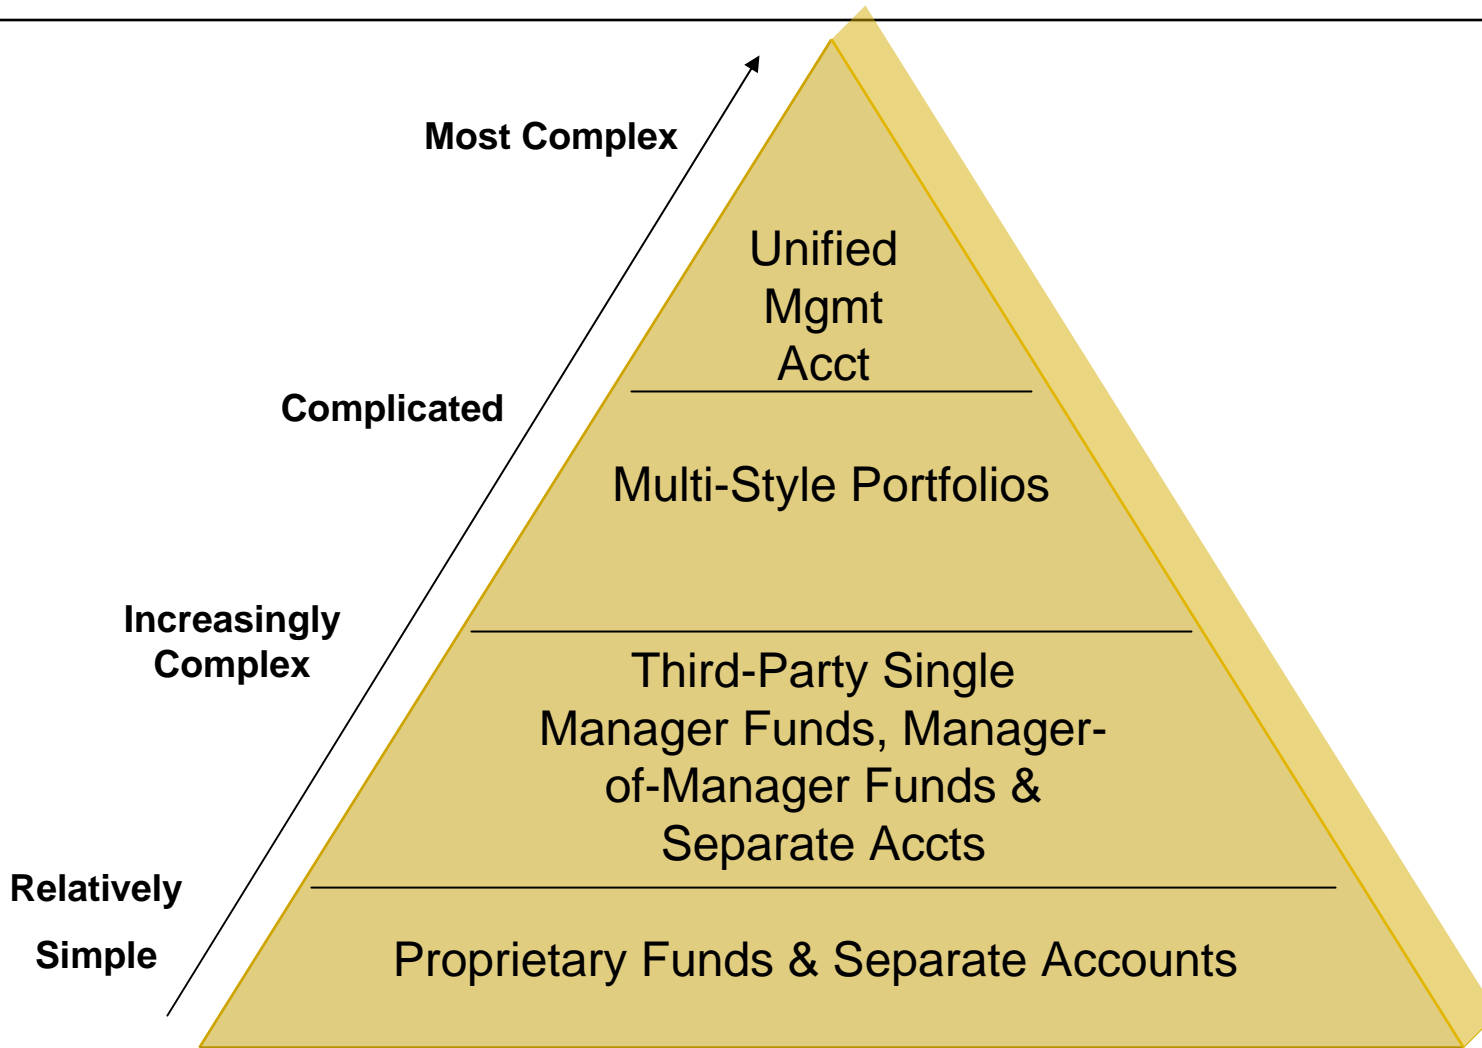 Most Complex
Unified
Mgmt
Acct
Complicated
Multi-Style Portfolios
Increasingly
Complex
Third-Party Single
Manager Funds, Manager-
of-Manager Funds &
Separate Accts
Relatively
Simple
Proprietary Funds & Separate Accounts